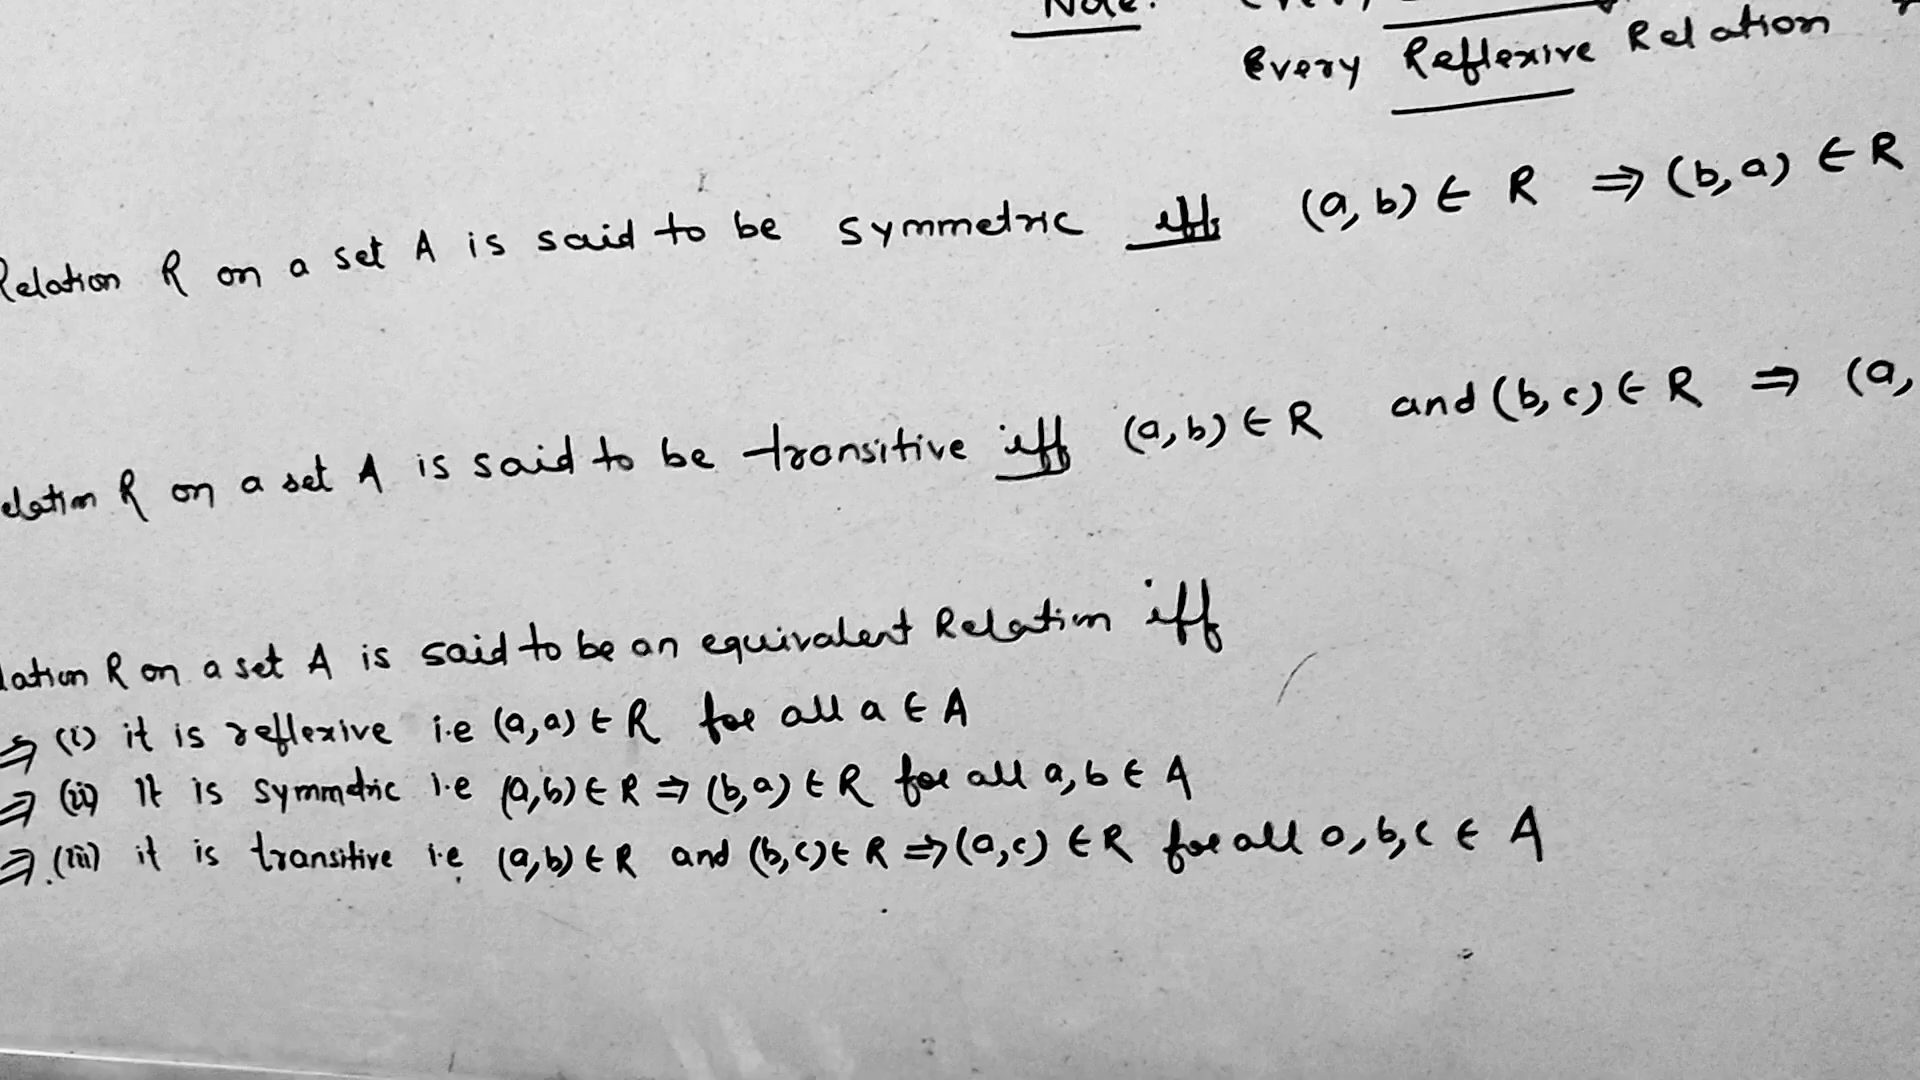 Note:
Every Reflexive Relation
Relation R on a set A is said to be symmetric iff (a, b) ∈ R ⇒ (b, a) ∈ R
elation R on a set A is said to be transitive iff (a, b) ∈ R and (b, c) ∈ R ⇒ (a,
lation R on a set A is said to be an equivalent Relation iff
⇒ (i) it is reflexive i.e (a, a) ∈ R for all a ∈ A
⇒ (ii) It is symmetric i.e (a, b) ∈ R ⇒ (b, a) ∈ R for all a, b ∈ A
⇒ (iii) it is transitive i.e (a, b) ∈ R and (b, c) ∈ R ⇒ (a, c) ∈ R for all a, b, c ∈ A